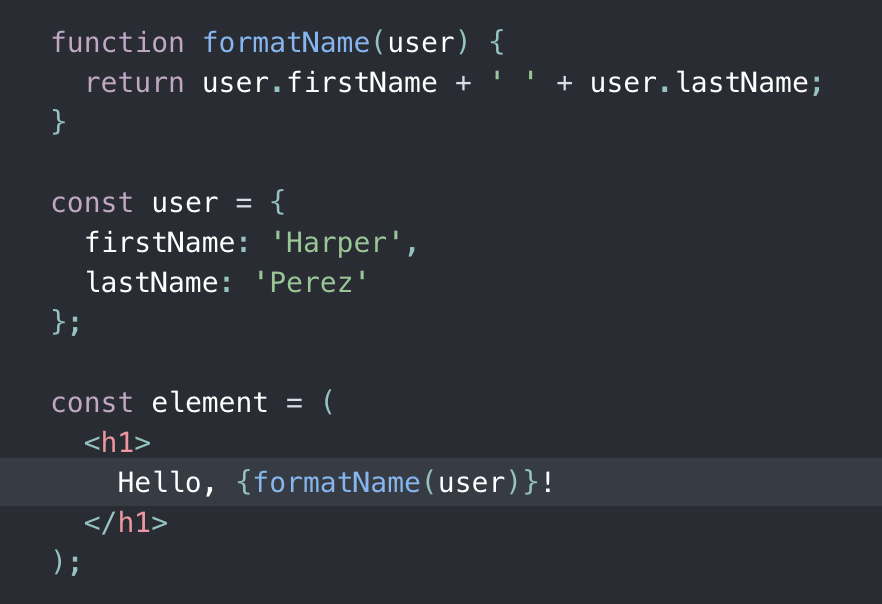 function formatName(user) {
  return user.firstName + ' ' + user.lastName;
}

const user = {
  firstName: 'Harper',
  lastName: 'Perez'
};

const element = (
  <h1>
    Hello, {formatName(user)}!
  </h1>
);